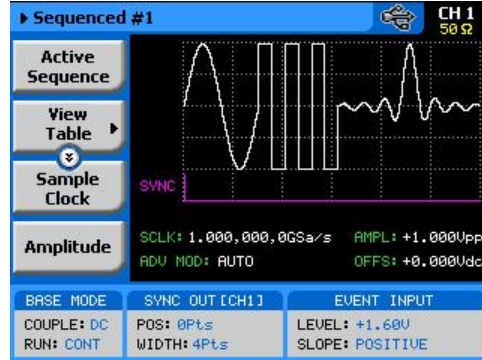 Sequenced #1
CH 1
50 Ω
Active
Sequence
View
Table
Sample
Clock
Amplitude
SYNC
SCLK: 1.000,000,0GSa/s AMPL: +1.000Vpp
ADV MOD: AUTO OFFS: +0.000Vdc
BASE MODE SYNC OUT [CH1] EVENT INPUT
COUPLE: DC POS: 0Pts LEVEL: +1.60V
RUN: CONT WIDTH: 4Pts SLOPE: POSITIVE